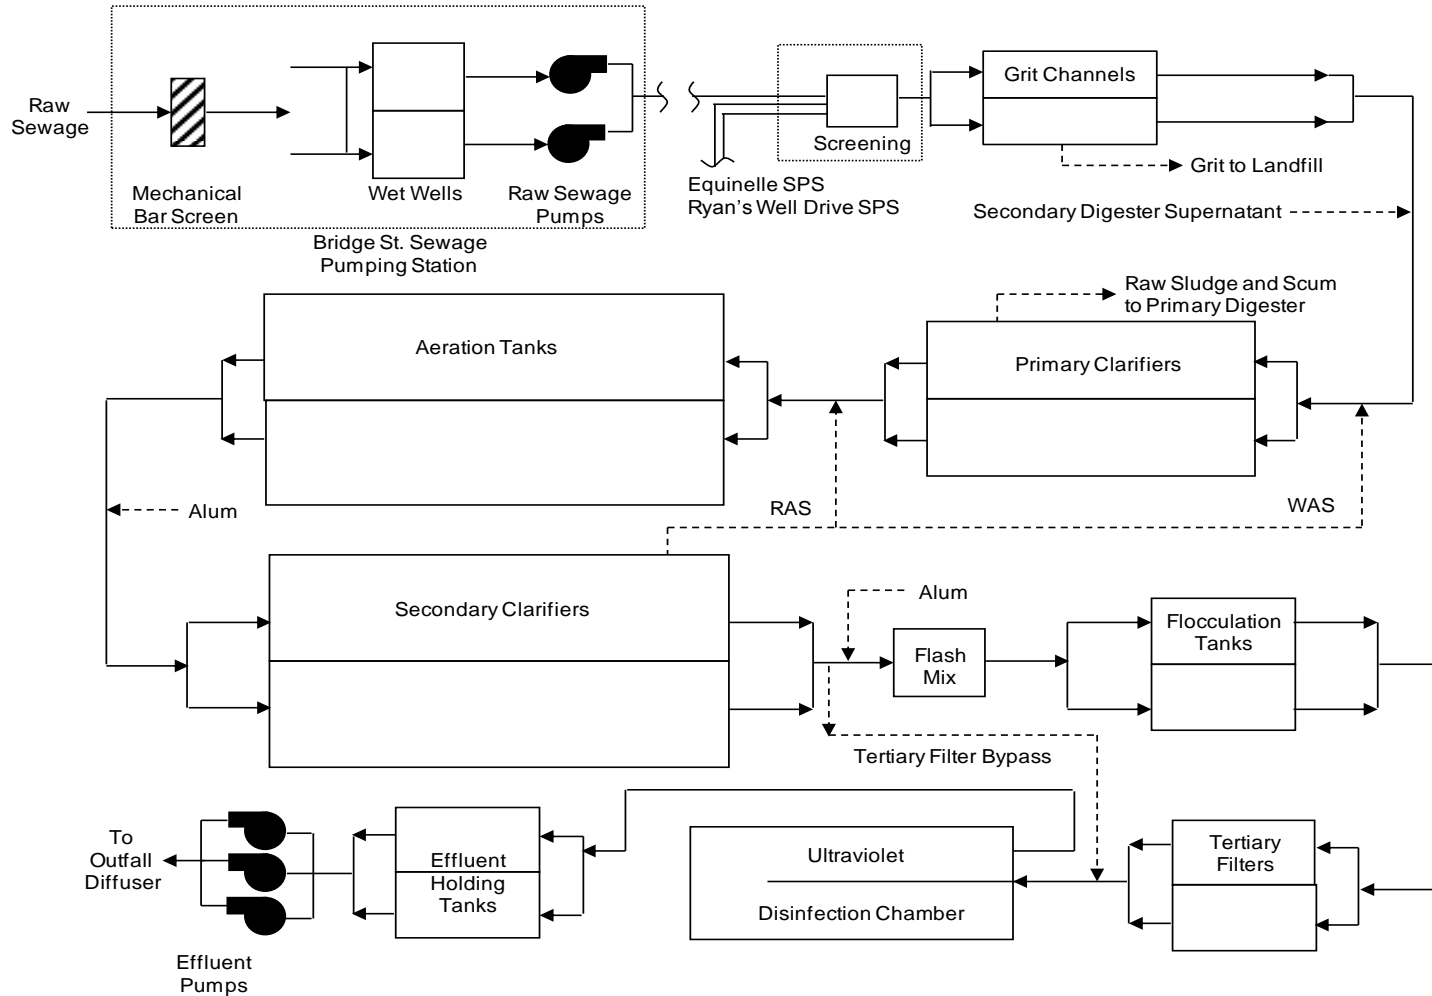 Raw
Sewage
Mechanical
Bar Screen
Wet Wells
Raw Sewage
Pumps
Bridge St. Sewage
Pumping Station
Screening
Equinelle SPS
Ryan's Well Drive SPS
Grit Channels
Grit to Landfill
Secondary Digester Supernatant
Raw Sludge and Scum
to Primary Digester
Aeration Tanks
Primary Clarifiers
Alum
RAS
WAS
Secondary Clarifiers
Alum
Flash
Mix
Flocculation
Tanks
Tertiary Filter Bypass
To
Outfall
Diffuser
Effluent
Holding
Tanks
Ultraviolet
Disinfection Chamber
Tertiary
Filters
Effluent
Pumps